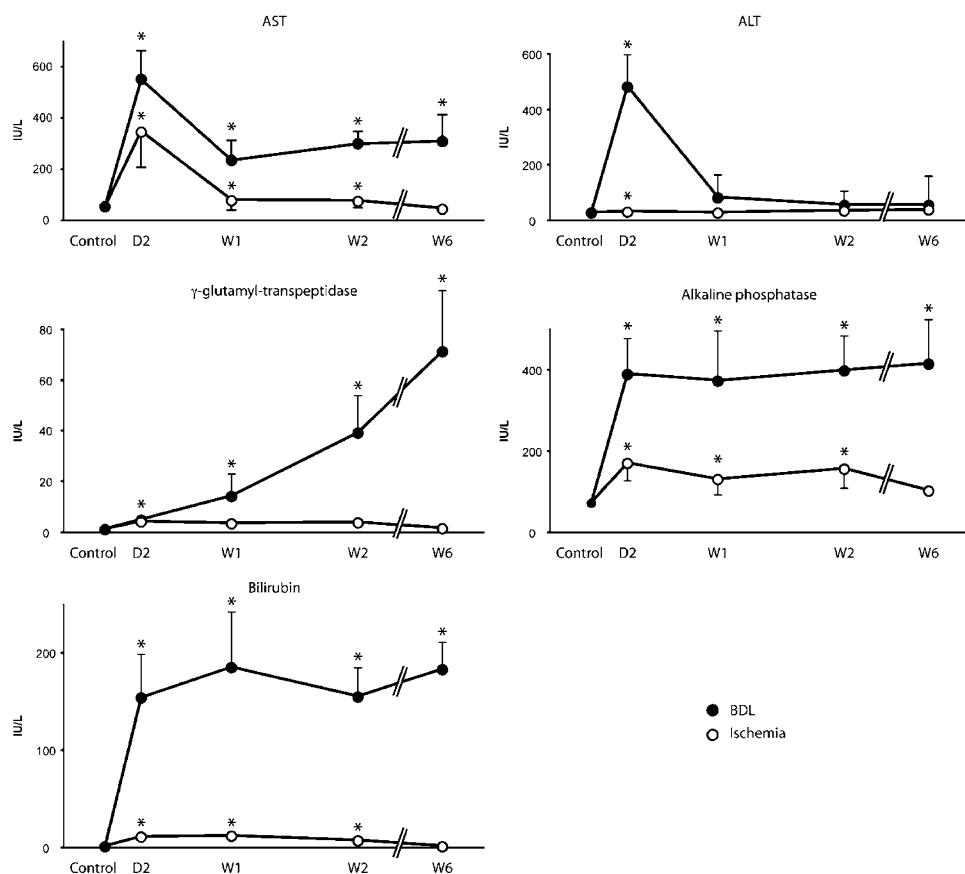 AST
*
600
*
IU/L
400
*
*
*
200
*
*
0
Control D2 W1 W2 W6
ALT
*
600
IU/L
400
200
*
0
Control D2 W1 W2 W6
γ-glutamyl-transpeptidase
*
80
60
*
IU/L
40
*
20
*
0
Control D2 W1 W2 W6
Alkaline phosphatase
* * * *
400
IU/L
200
* * *
0
Control D2 W1 W2 W6
Bilirubin
* * * *
200
IU/L
100
* * *
0
Control D2 W1 W2 W6
BDL
Ischemia